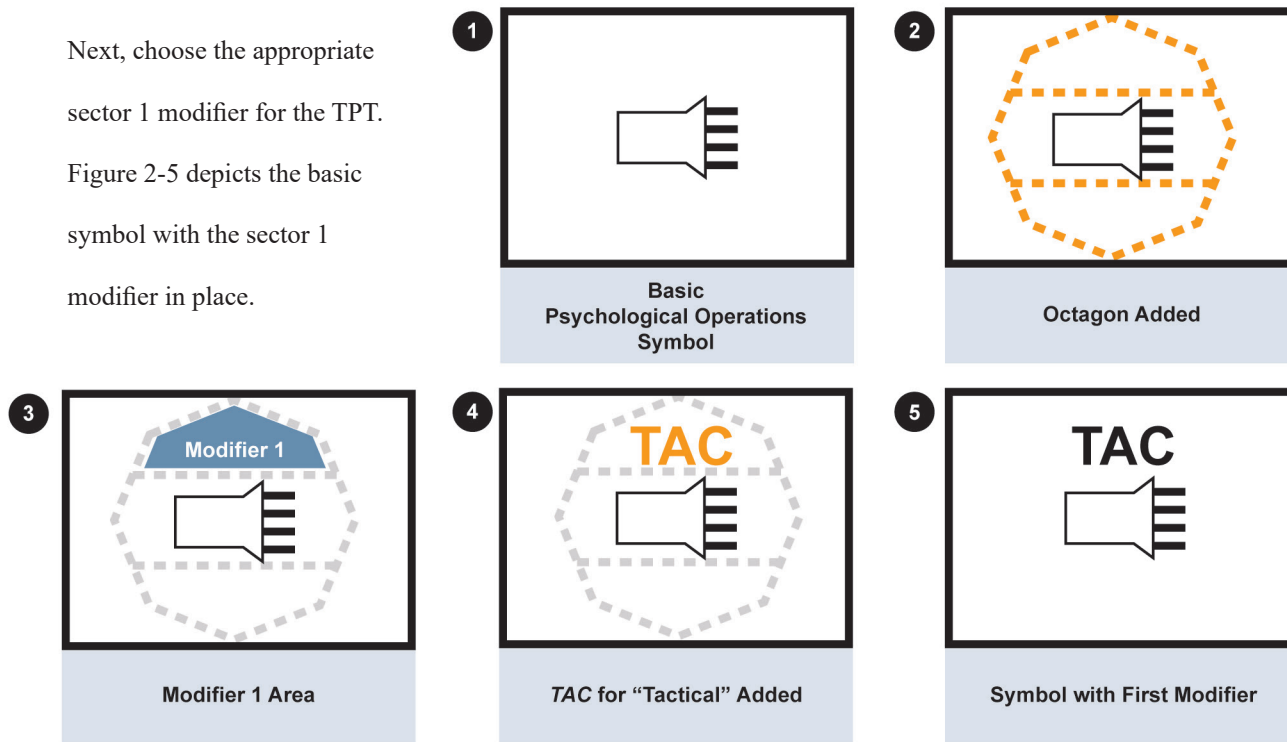 Next, choose the appropriate
sector 1 modifier for the TPT.
Figure 2-5 depicts the basic
symbol with the sector 1
modifier in place.
1
Basic
Psychological Operations
Symbol
2
Octagon Added
3
Modifier 1
Modifier 1 Area
4
TAC
TAC for “Tactical” Added
5
TAC
Symbol with First Modifier